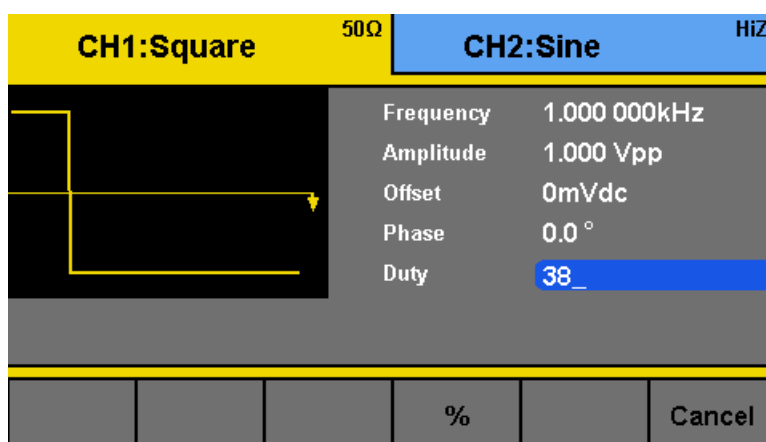 CH1:Square 50Ω CH2:Sine HiZ
Frequency 1.000 000kHz
Amplitude 1.000 Vpp
Offset 0mVdc
Phase 0.0 °
Duty 38_
% Cancel